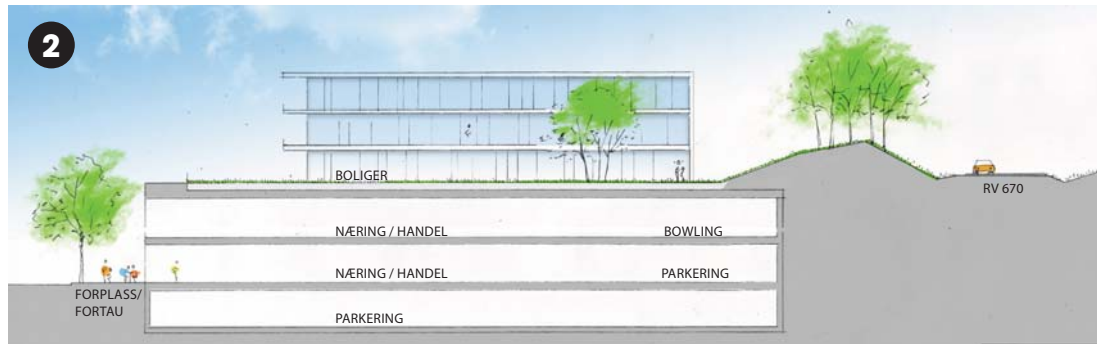 2
BOLIGER
RV 670
NÆRING / HANDEL BOWLING
NÆRING / HANDEL PARKERING
FORPLASS/
FORTAU
PARKERING